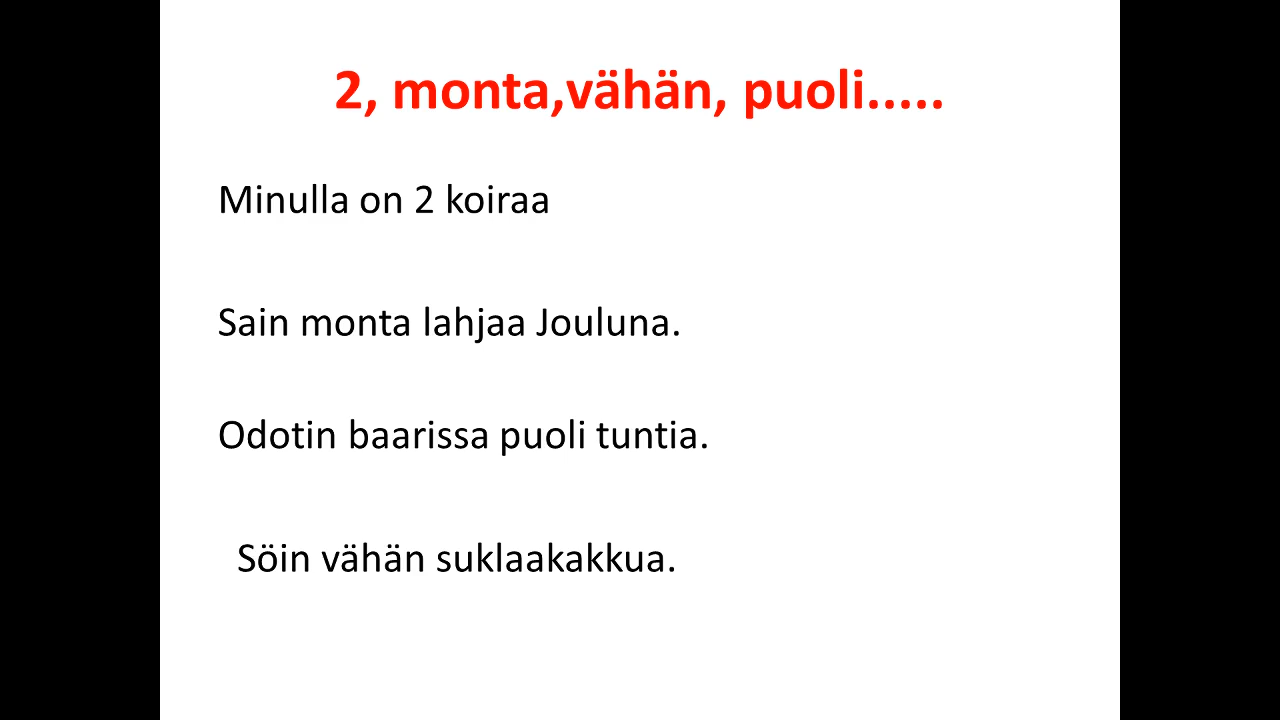 2, monta,vähän, puoli.....
Minulla on 2 koiraa
Sain monta lahjaa Jouluna.
Odotin baarissa puoli tuntia.
Söin vähän suklaakakkua.